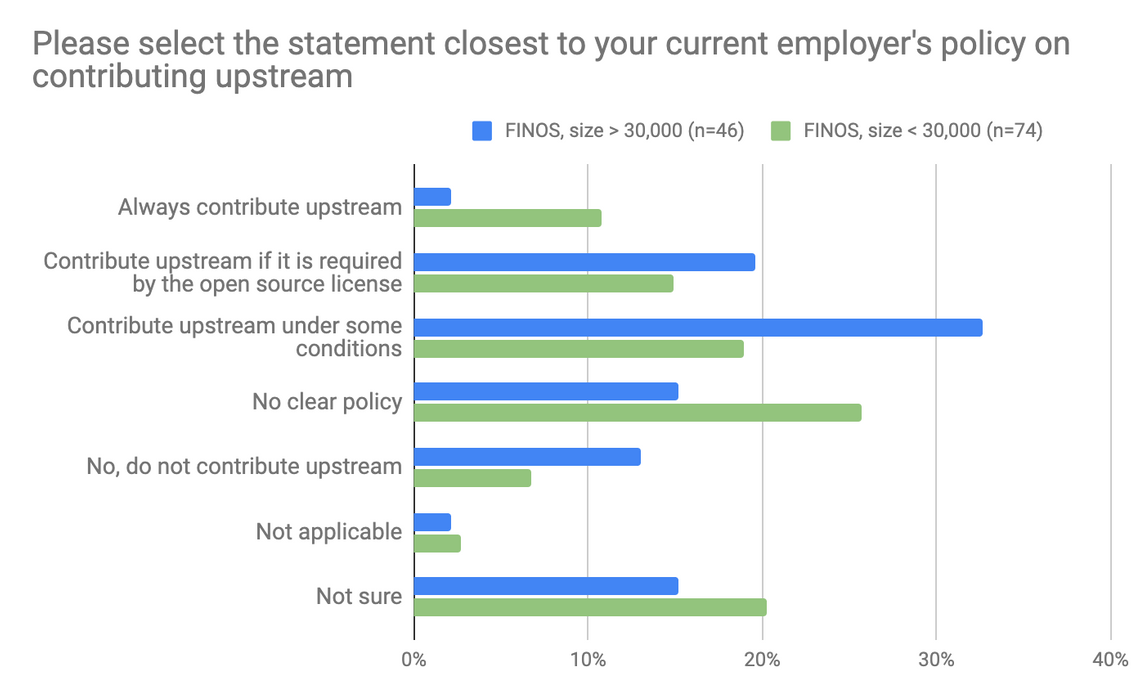 Please select the statement closest to your current employer's policy on
contributing upstream
FINOS, size > 30,000 (n=46)
FINOS, size < 30,000 (n=74)
Always contribute upstream
Contribute upstream if it is required
by the open source license
Contribute upstream under some
conditions
No clear policy
No, do not contribute upstream
Not applicable
Not sure
0%
10%
20%
30%
40%